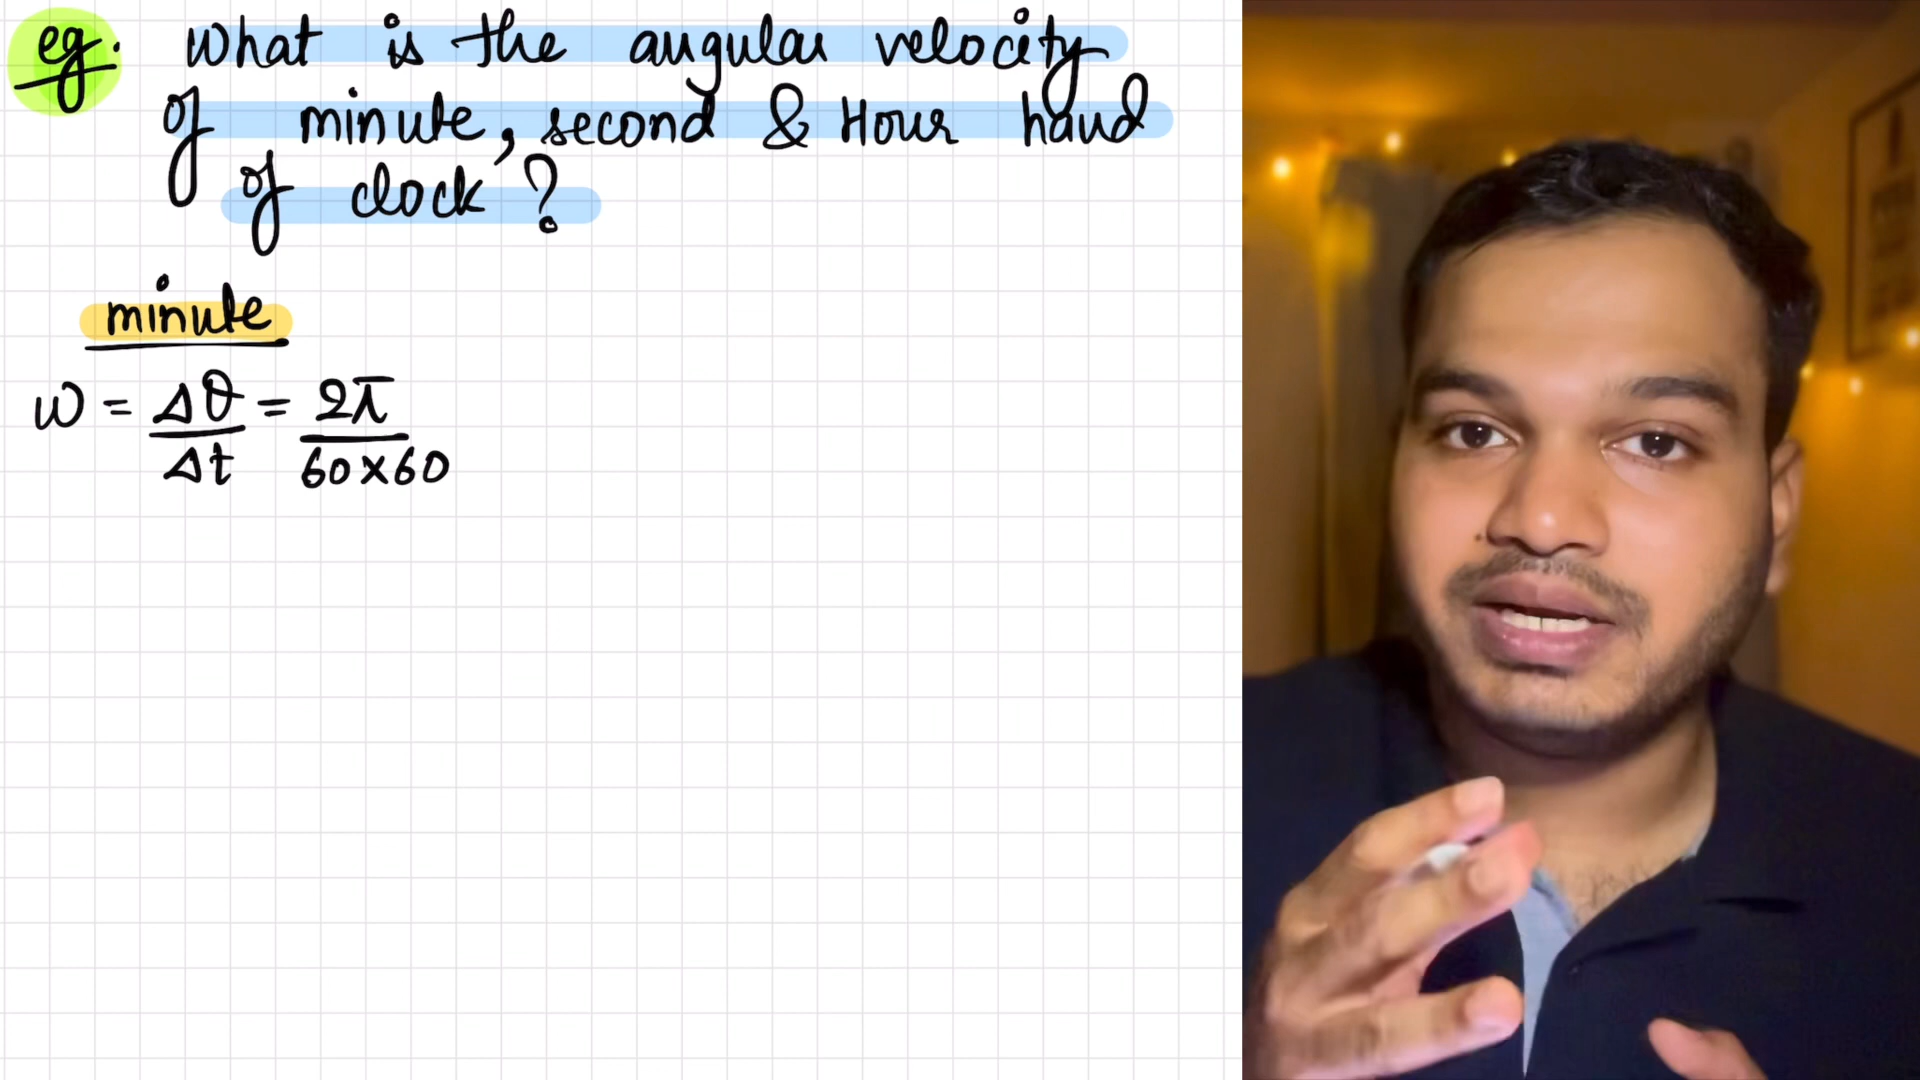 eg. What is the angular velocity
of minute, second & Hour hand
of clock ?
minute
ω = Δθ/Δt = 2π/60×60